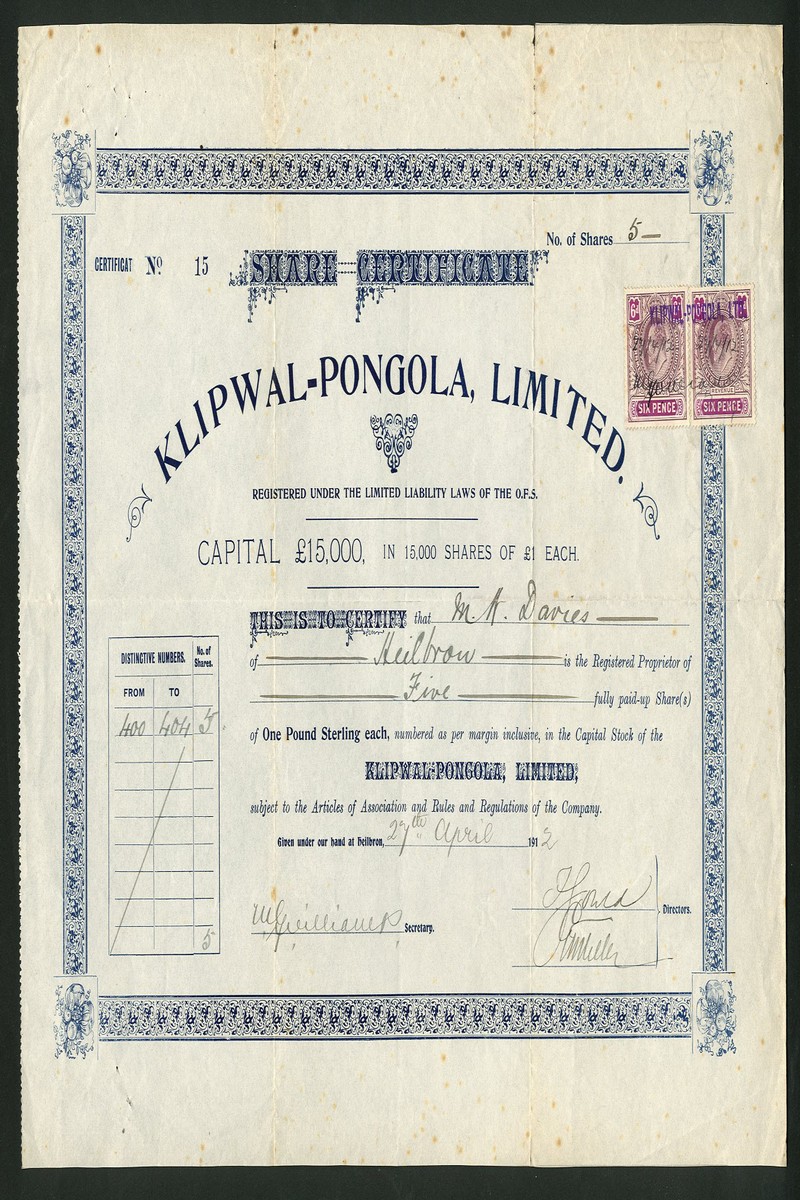 No. of Shares 5—
CERTIFICAT No 15
SHARE CERTIFICATE
KLIPWAL-PONGOLA, LTD.
6D
SIX PENCE
REVENUE
SIX PENCE
KLIPWAL-PONGOLA, LIMITED.
REGISTERED UNDER THE LIMITED LIABILITY LAWS OF THE O.F.S.
CAPITAL £15,000, IN 15,000 SHARES OF £1 EACH.
THIS IS TO CERTIFY that M. H. Davies
of Heilbron is the Registered Proprietor of
Five fully paid-up Share(s)
of One Pound Sterling each, numbered as per margin inclusive, in the Capital Stock of the
KLIPWAL-PONGOLA, LIMITED,
subject to the Articles of Association and Rules and Regulations of the Company.
Given under our hand at Heilbron, 27th April 1912
DISTINCTIVE NUMBERS. No. of Shares.
FROM TO
400 404 5
5
Secretary.
Directors.